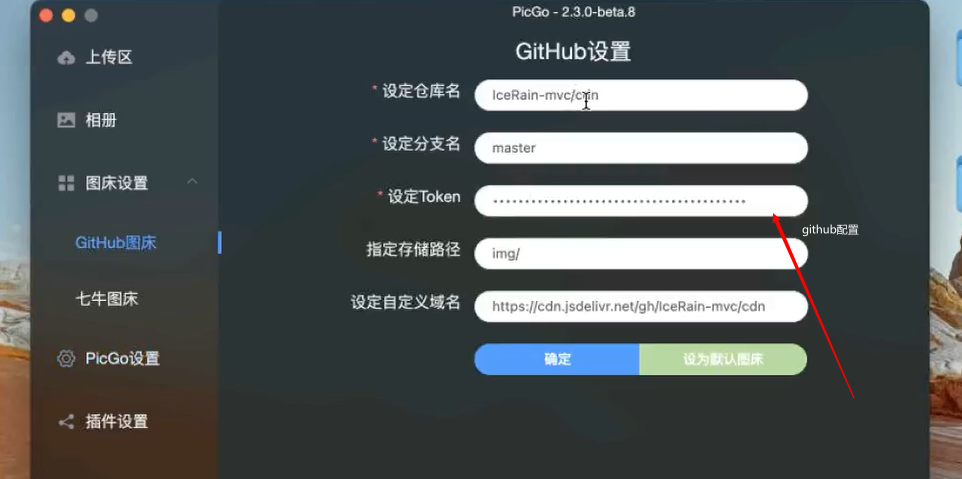 PicGo - 2.3.0-beta.8
上传区
相册
图床设置
GitHub图床
七牛图床
PicGo设置
插件设置
GitHub设置
* 设定仓库名
IceRain-mvc/cdn
* 设定分支名
master
* 设定Token
github配置
指定存储路径
img/
设定自定义域名
https://cdn.jsdelivr.net/gh/IceRain-mvc/cdn
确定
设为默认图床